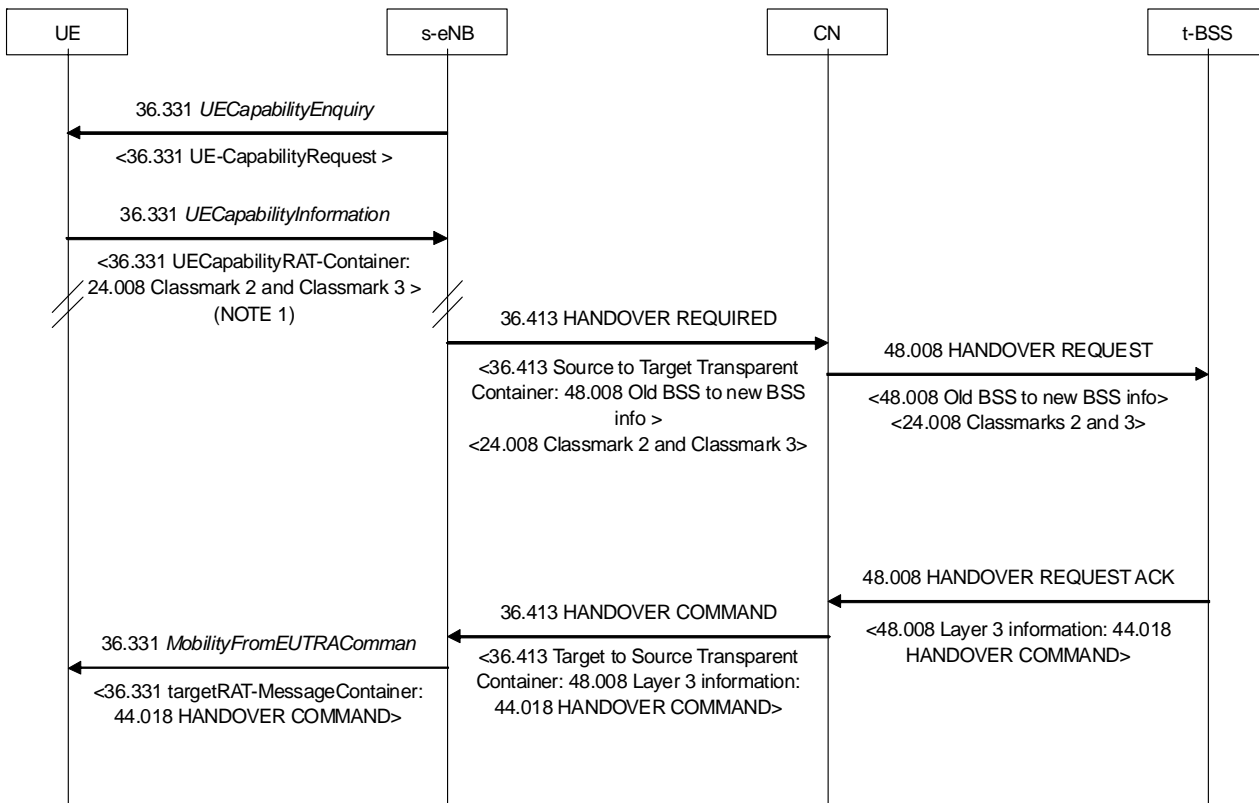 UE
s-eNB
CN
t-BSS
36.331 UECapabilityEnquiry
<36.331 UE-CapabilityRequest >
36.331 UECapabilityInformation
<36.331 UECapabilityRAT-Container:
24.008 Classmark 2 and Classmark 3 >
(NOTE 1)
36.413 HANDOVER REQUIRED
<36.413 Source to Target Transparent
Container: 48.008 Old BSS to new BSS
info >
<24.008 Classmark 2 and Classmark 3>
48.008 HANDOVER REQUEST
<48.008 Old BSS to new BSS info>
<24.008 Classmarks 2 and 3>
48.008 HANDOVER REQUEST ACK
<48.008 Layer 3 information: 44.018
HANDOVER COMMAND>
36.413 HANDOVER COMMAND
<36.413 Target to Source Transparent
Container: 48.008 Layer 3 information:
44.018 HANDOVER COMMAND>
36.331 MobilityFromEUTRAComman
<36.331 targetRAT-MessageContainer:
44.018 HANDOVER COMMAND>